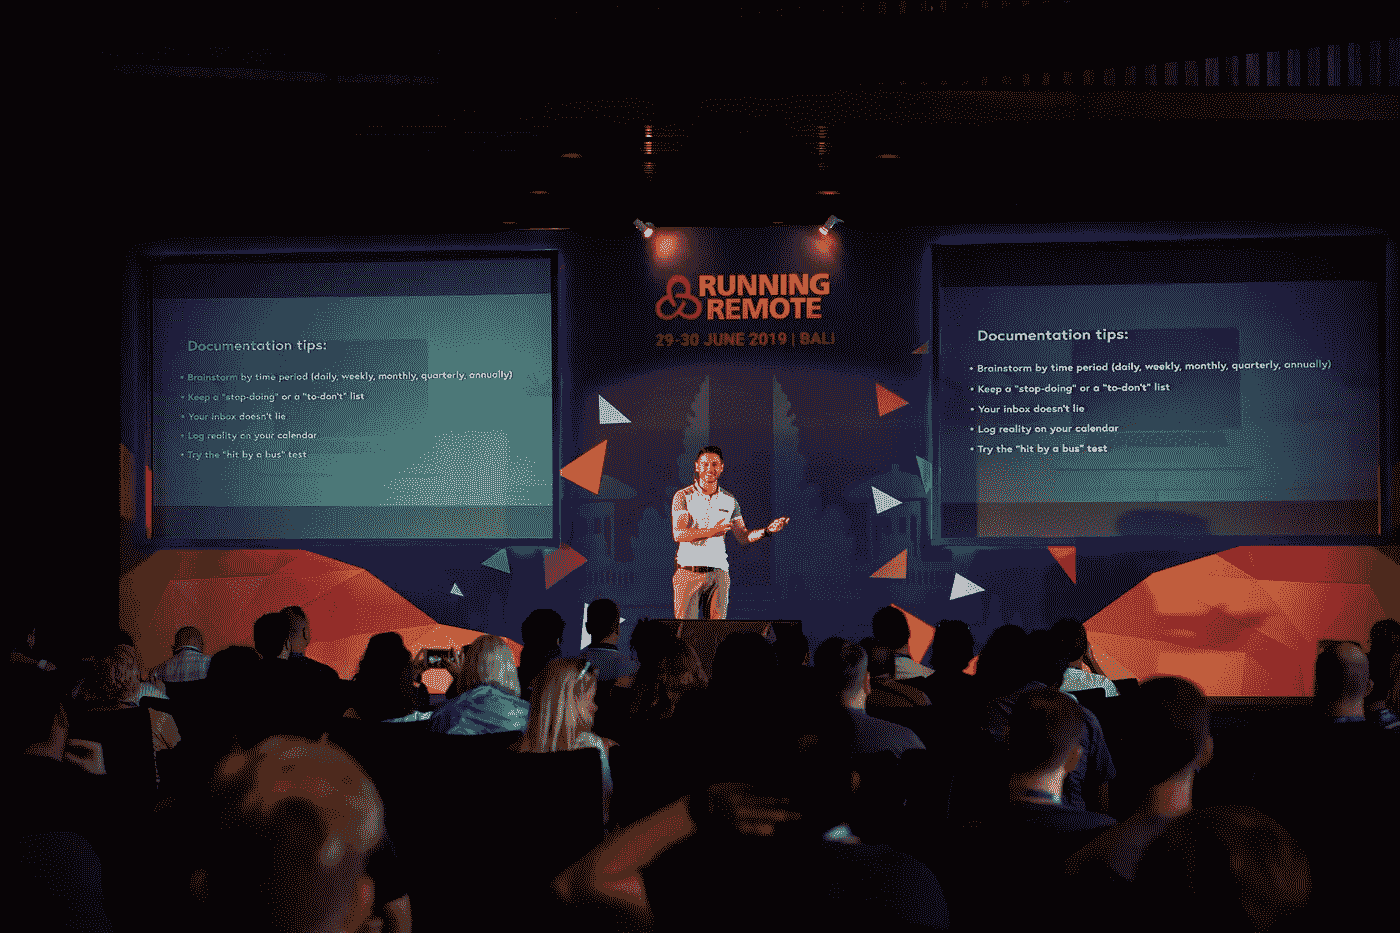 RUNNING
REMOTE
29-30 JUNE 2019 | BALI
Documentation tips:
• Brainstorm by time period (daily, weekly, monthly, quarterly, annually)
• Keep a "stop-doing" or a "to-don't" list
• Your inbox doesn't lie
• Log reality on your calendar
• Try the "hit by a bus" test
Documentation tips:
• Brainstorm by time period (daily, weekly, monthly, quarterly, annually)
• Keep a "stop-doing" or a "to-don't" list
• Your inbox doesn't lie
• Log reality on your calendar
• Try the "hit by a bus" test